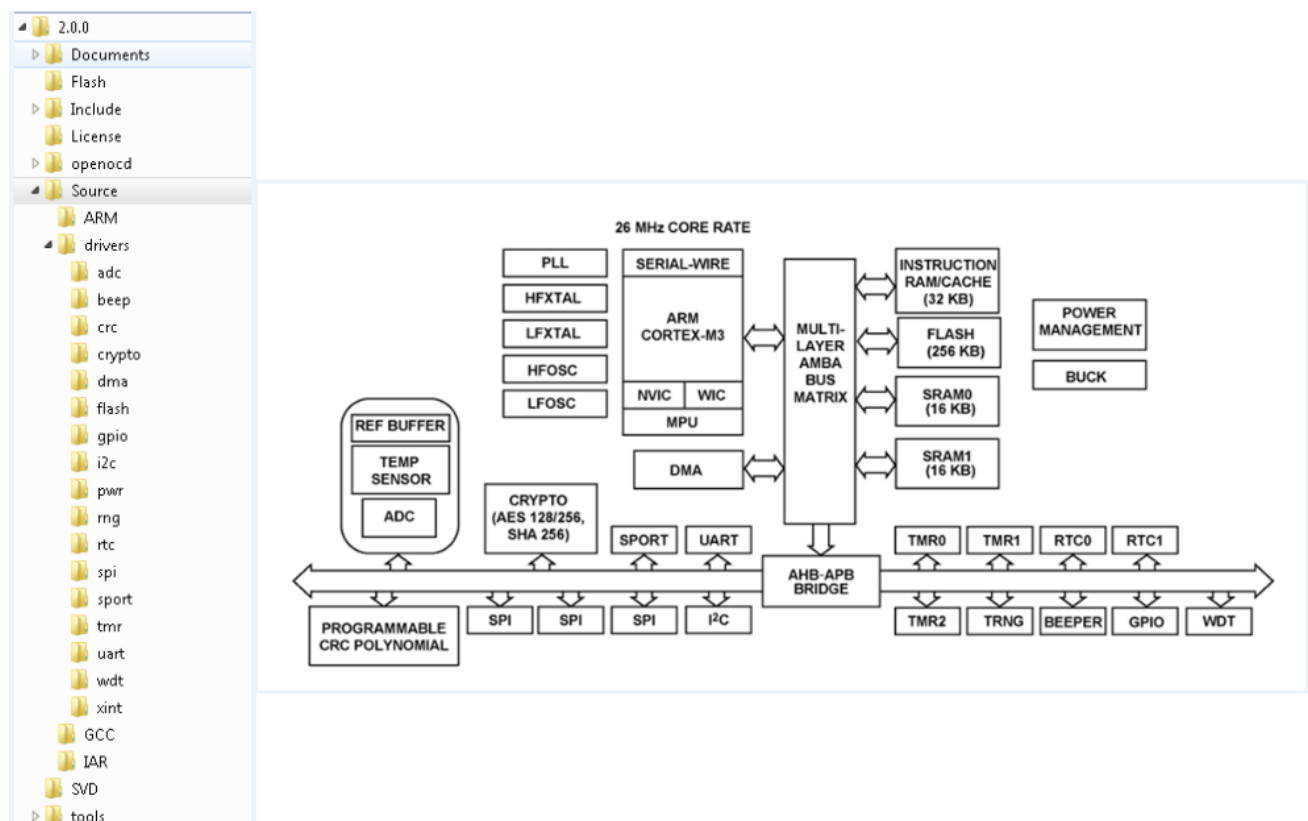 2.0.0
Documents
Flash
Include
License
openocd
Source
ARM
drivers
adc
beep
crc
crypto
dma
flash
gpio
i2c
pwr
rng
rtc
spi
sport
tmr
uart
wdt
xint
GCC
IAR
SVD
tools
26 MHz CORE RATE
PLL
HFXTAL
LFXTAL
HFOSC
LFOSC
SERIAL-WIRE
ARM
CORTEX-M3
NVIC
WIC
MPU
DMA
MULTI-
LAYER
AMBA
BUS
MATRIX
INSTRUCTION
RAM/CACHE
(32 KB)
FLASH
(256 KB)
SRAM0
(16 KB)
SRAM1
(16 KB)
POWER
MANAGEMENT
BUCK
REF BUFFER
TEMP
SENSOR
ADC
CRYPTO
(AES 128/256,
SHA 256)
SPORT
UART
TMR0
TMR1
RTC0
RTC1
AHB-APB
BRIDGE
PROGRAMMABLE
CRC POLYNOMIAL
SPI
SPI
SPI
I²C
TMR2
TRNG
BEEPER
GPIO
WDT